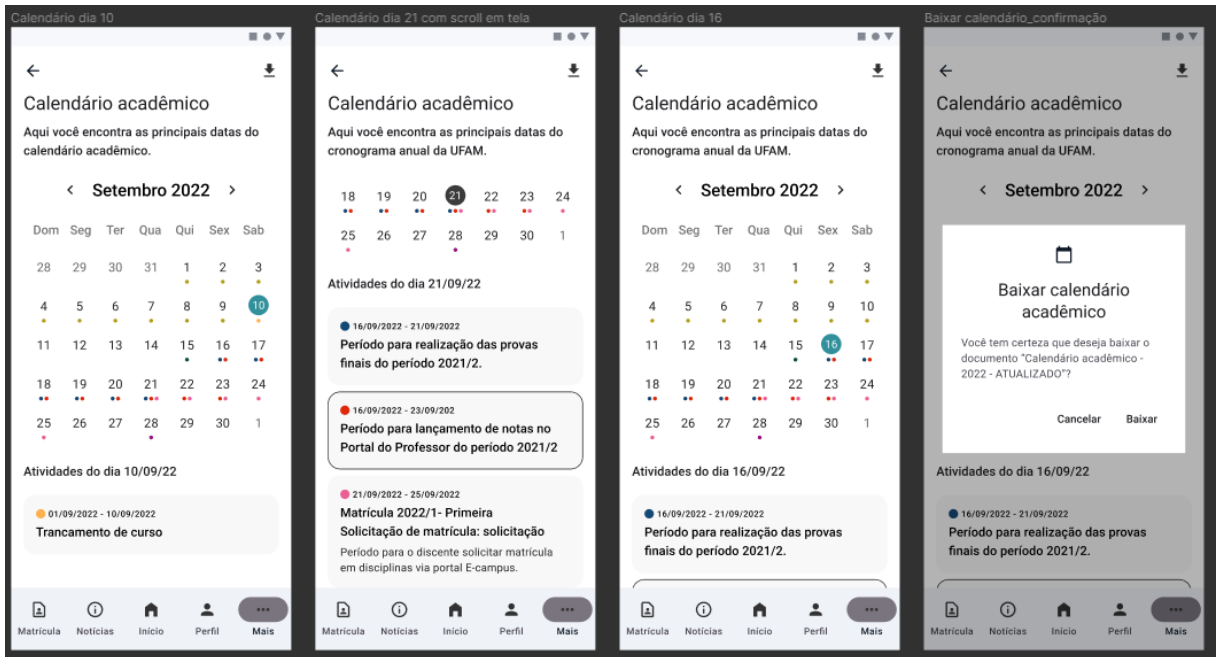 Calendário dia 10
Calendário acadêmico
Aqui você encontra as principais datas do
calendário acadêmico.
Setembro 2022
Dom Seg Ter Qua Qui Sex Sab
28 29 30 31 1 2 3
4 5 6 7 8 9 10
11 12 13 14 15 16 17
18 19 20 21 22 23 24
25 26 27 28 29 30 1
Atividades do dia 10/09/22
01/09/2022 - 10/09/2022
Trancamento de curso
Matrícula Notícias Início Perfil Mais
Calendário dia 21 com scroll em tela
Calendário acadêmico
Aqui você encontra as principais datas do
cronograma anual da UFAM.
18 19 20 21 22 23 24
25 26 27 28 29 30 1
Atividades do dia 21/09/22
16/09/2022 - 21/09/2022
Período para realização das provas
finais do período 2021/2.
16/09/2022 - 23/09/202
Período para lançamento de notas no
Portal do Professor do período 2021/2
21/09/2022 - 25/09/2022
Matrícula 2022/1- Primeira
Solicitação de matrícula: solicitação
Período para o discente solicitar matrícula
em disciplinas via portal E-campus.
Matrícula Notícias Início Perfil Mais
Calendário dia 16
Calendário acadêmico
Aqui você encontra as principais datas do
cronograma anual da UFAM.
Setembro 2022
Dom Seg Ter Qua Qui Sex Sab
28 29 30 31 1 2 3
4 5 6 7 8 9 10
11 12 13 14 15 16 17
18 19 20 21 22 23 24
25 26 27 28 29 30 1
Atividades do dia 16/09/22
16/09/2022 - 21/09/2022
Período para realização das provas
finais do período 2021/2.
Matrícula Notícias Início Perfil Mais
Baixar calendário_confirmação
Calendário acadêmico
Aqui você encontra as principais datas do
cronograma anual da UFAM.
Setembro 2022
Baixar calendário
acadêmico
Você tem certeza que deseja baixar o
documento "Calendário acadêmico -
2022 - ATUALIZADO"?
Cancelar Baixar
Atividades do dia 16/09/22
16/09/2022 - 21/09/2022
Período para realização das provas
finais do período 2021/2.
Matrícula Notícias Início Perfil Mais